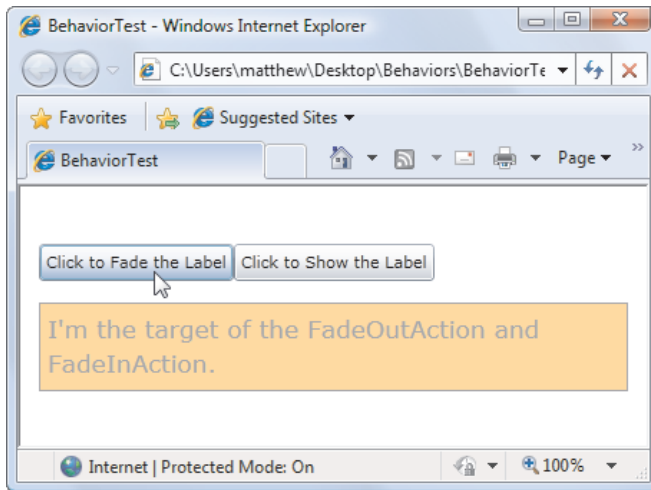 BehaviorTest - Windows Internet Explorer
C:\Users\matthew\Desktop\Behaviors\BehaviorTe
Favorites Suggested Sites
BehaviorTest Page »
Click to Fade the Label Click to Show the Label
I'm the target of the FadeOutAction and
FadeInAction.
Internet | Protected Mode: On 100%